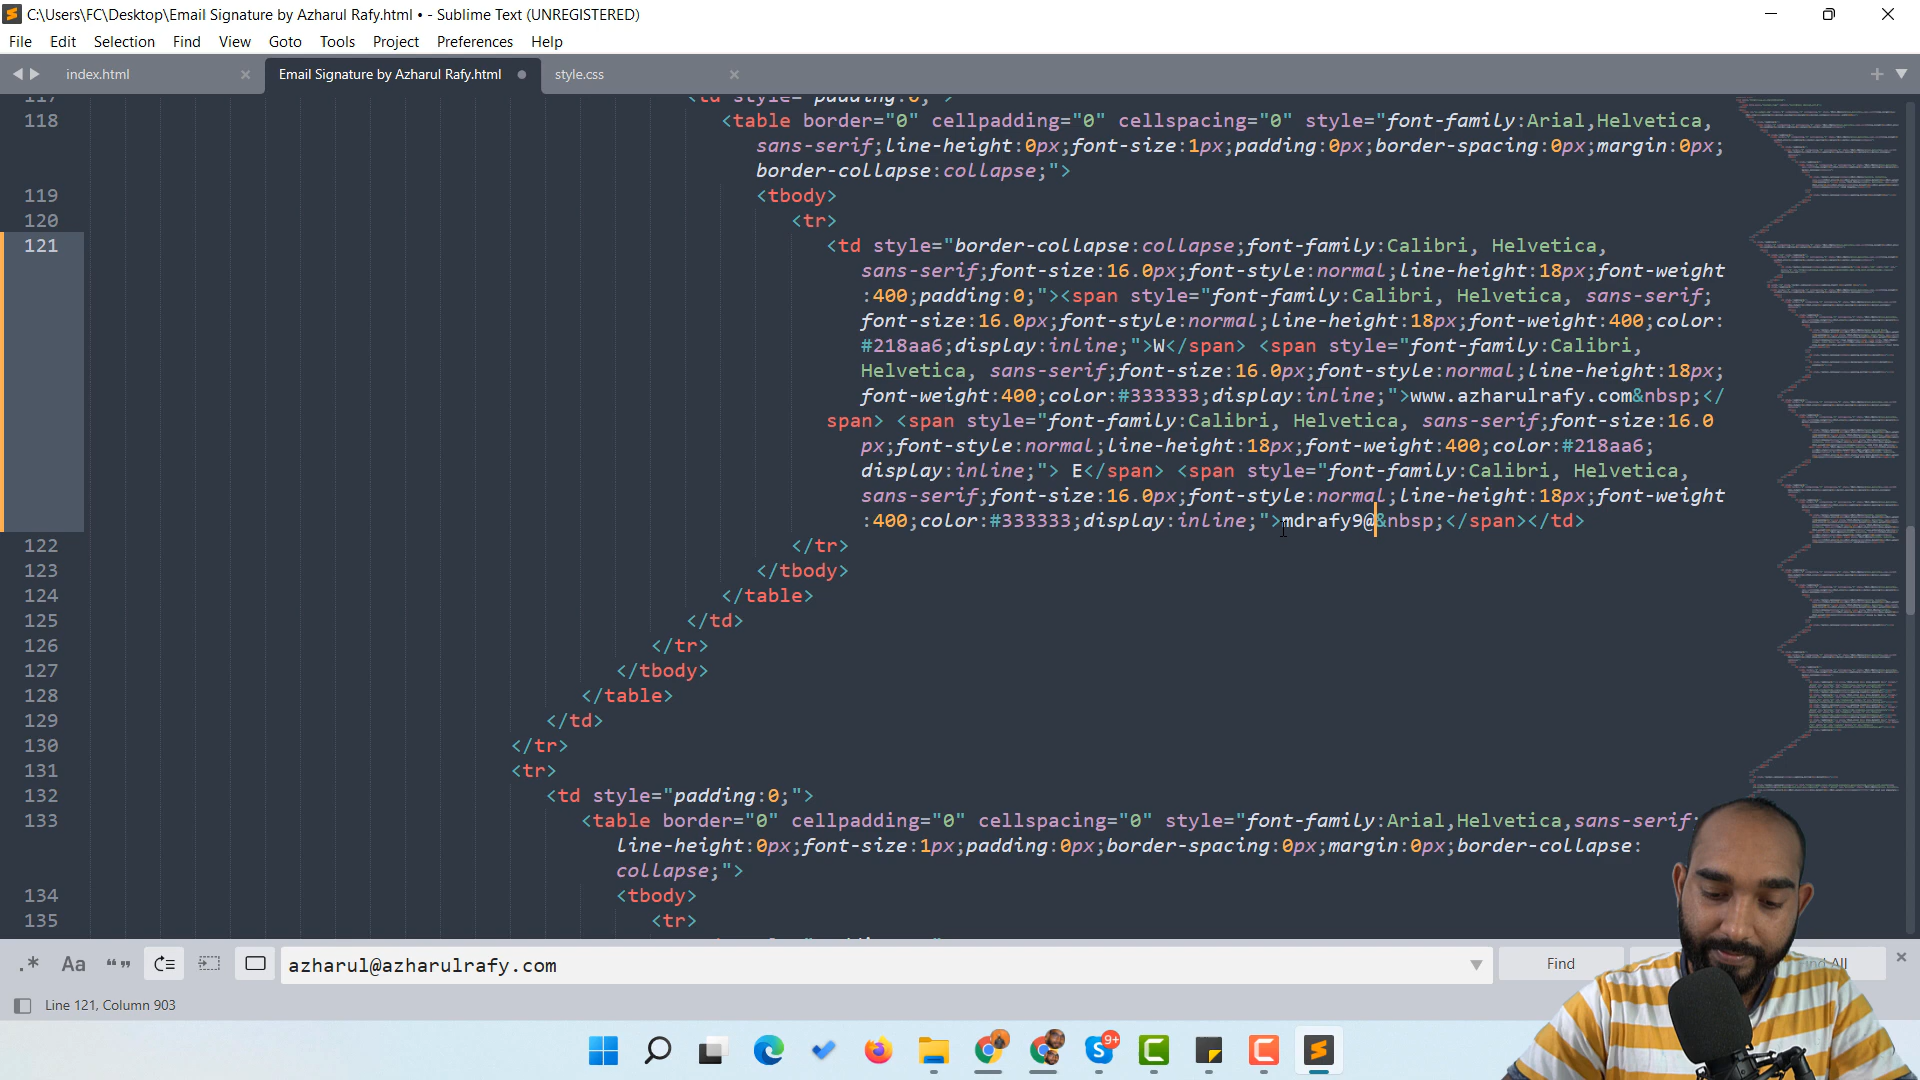 C:\Users\FC\Desktop\Email Signature by Azharul Rafy.html • - Sublime Text (UNREGISTERED)
File Edit Selection Find View Goto Tools Project Preferences Help
index.html Email Signature by Azharul Rafy.html style.css
117 <td style="padding:0;">
118 <table border="0" cellpadding="0" cellspacing="0" style="font-family:Arial,Helvetica,
sans-serif;line-height:0px;font-size:1px;padding:0px;border-spacing:0px;margin:0px;
border-collapse:collapse;">
119 <tbody>
120 <tr>
121 <td style="border-collapse:collapse;font-family:Calibri, Helvetica,
sans-serif;font-size:16.0px;font-style:normal;line-height:18px;font-weight
:400;padding:0;"><span style="font-family:Calibri, Helvetica, sans-serif;
font-size:16.0px;font-style:normal;line-height:18px;font-weight:400;color:
#218aa6;display:inline;">W</span> <span style="font-family:Calibri,
Helvetica, sans-serif;font-size:16.0px;font-style:normal;line-height:18px;
font-weight:400;color:#333333;display:inline;">www.azharulrafy.com&nbsp;</
span> <span style="font-family:Calibri, Helvetica, sans-serif;font-size:16.0
px;font-style:normal;line-height:18px;font-weight:400;color:#218aa6;
display:inline;"> E</span> <span style="font-family:Calibri, Helvetica,
sans-serif;font-size:16.0px;font-style:normal;line-height:18px;font-weight
:400;color:#333333;display:inline;">mdrafy9@&nbsp;</span></td>
122 </tr>
123 </tbody>
124 </table>
125 </td>
126 </tr>
127 </tbody>
128 </table>
129 </td>
130 </tr>
131 <tr>
132 <td style="padding:0;">
133 <table border="0" cellpadding="0" cellspacing="0" style="font-family:Arial,Helvetica,sans-serif;
line-height:0px;font-size:1px;padding:0px;border-spacing:0px;margin:0px;border-collapse:
collapse;">
134 <tbody>
135 <tr>
.* Aa “” azharul@azharulrafy.com Find All
Line 121, Column 903
9+